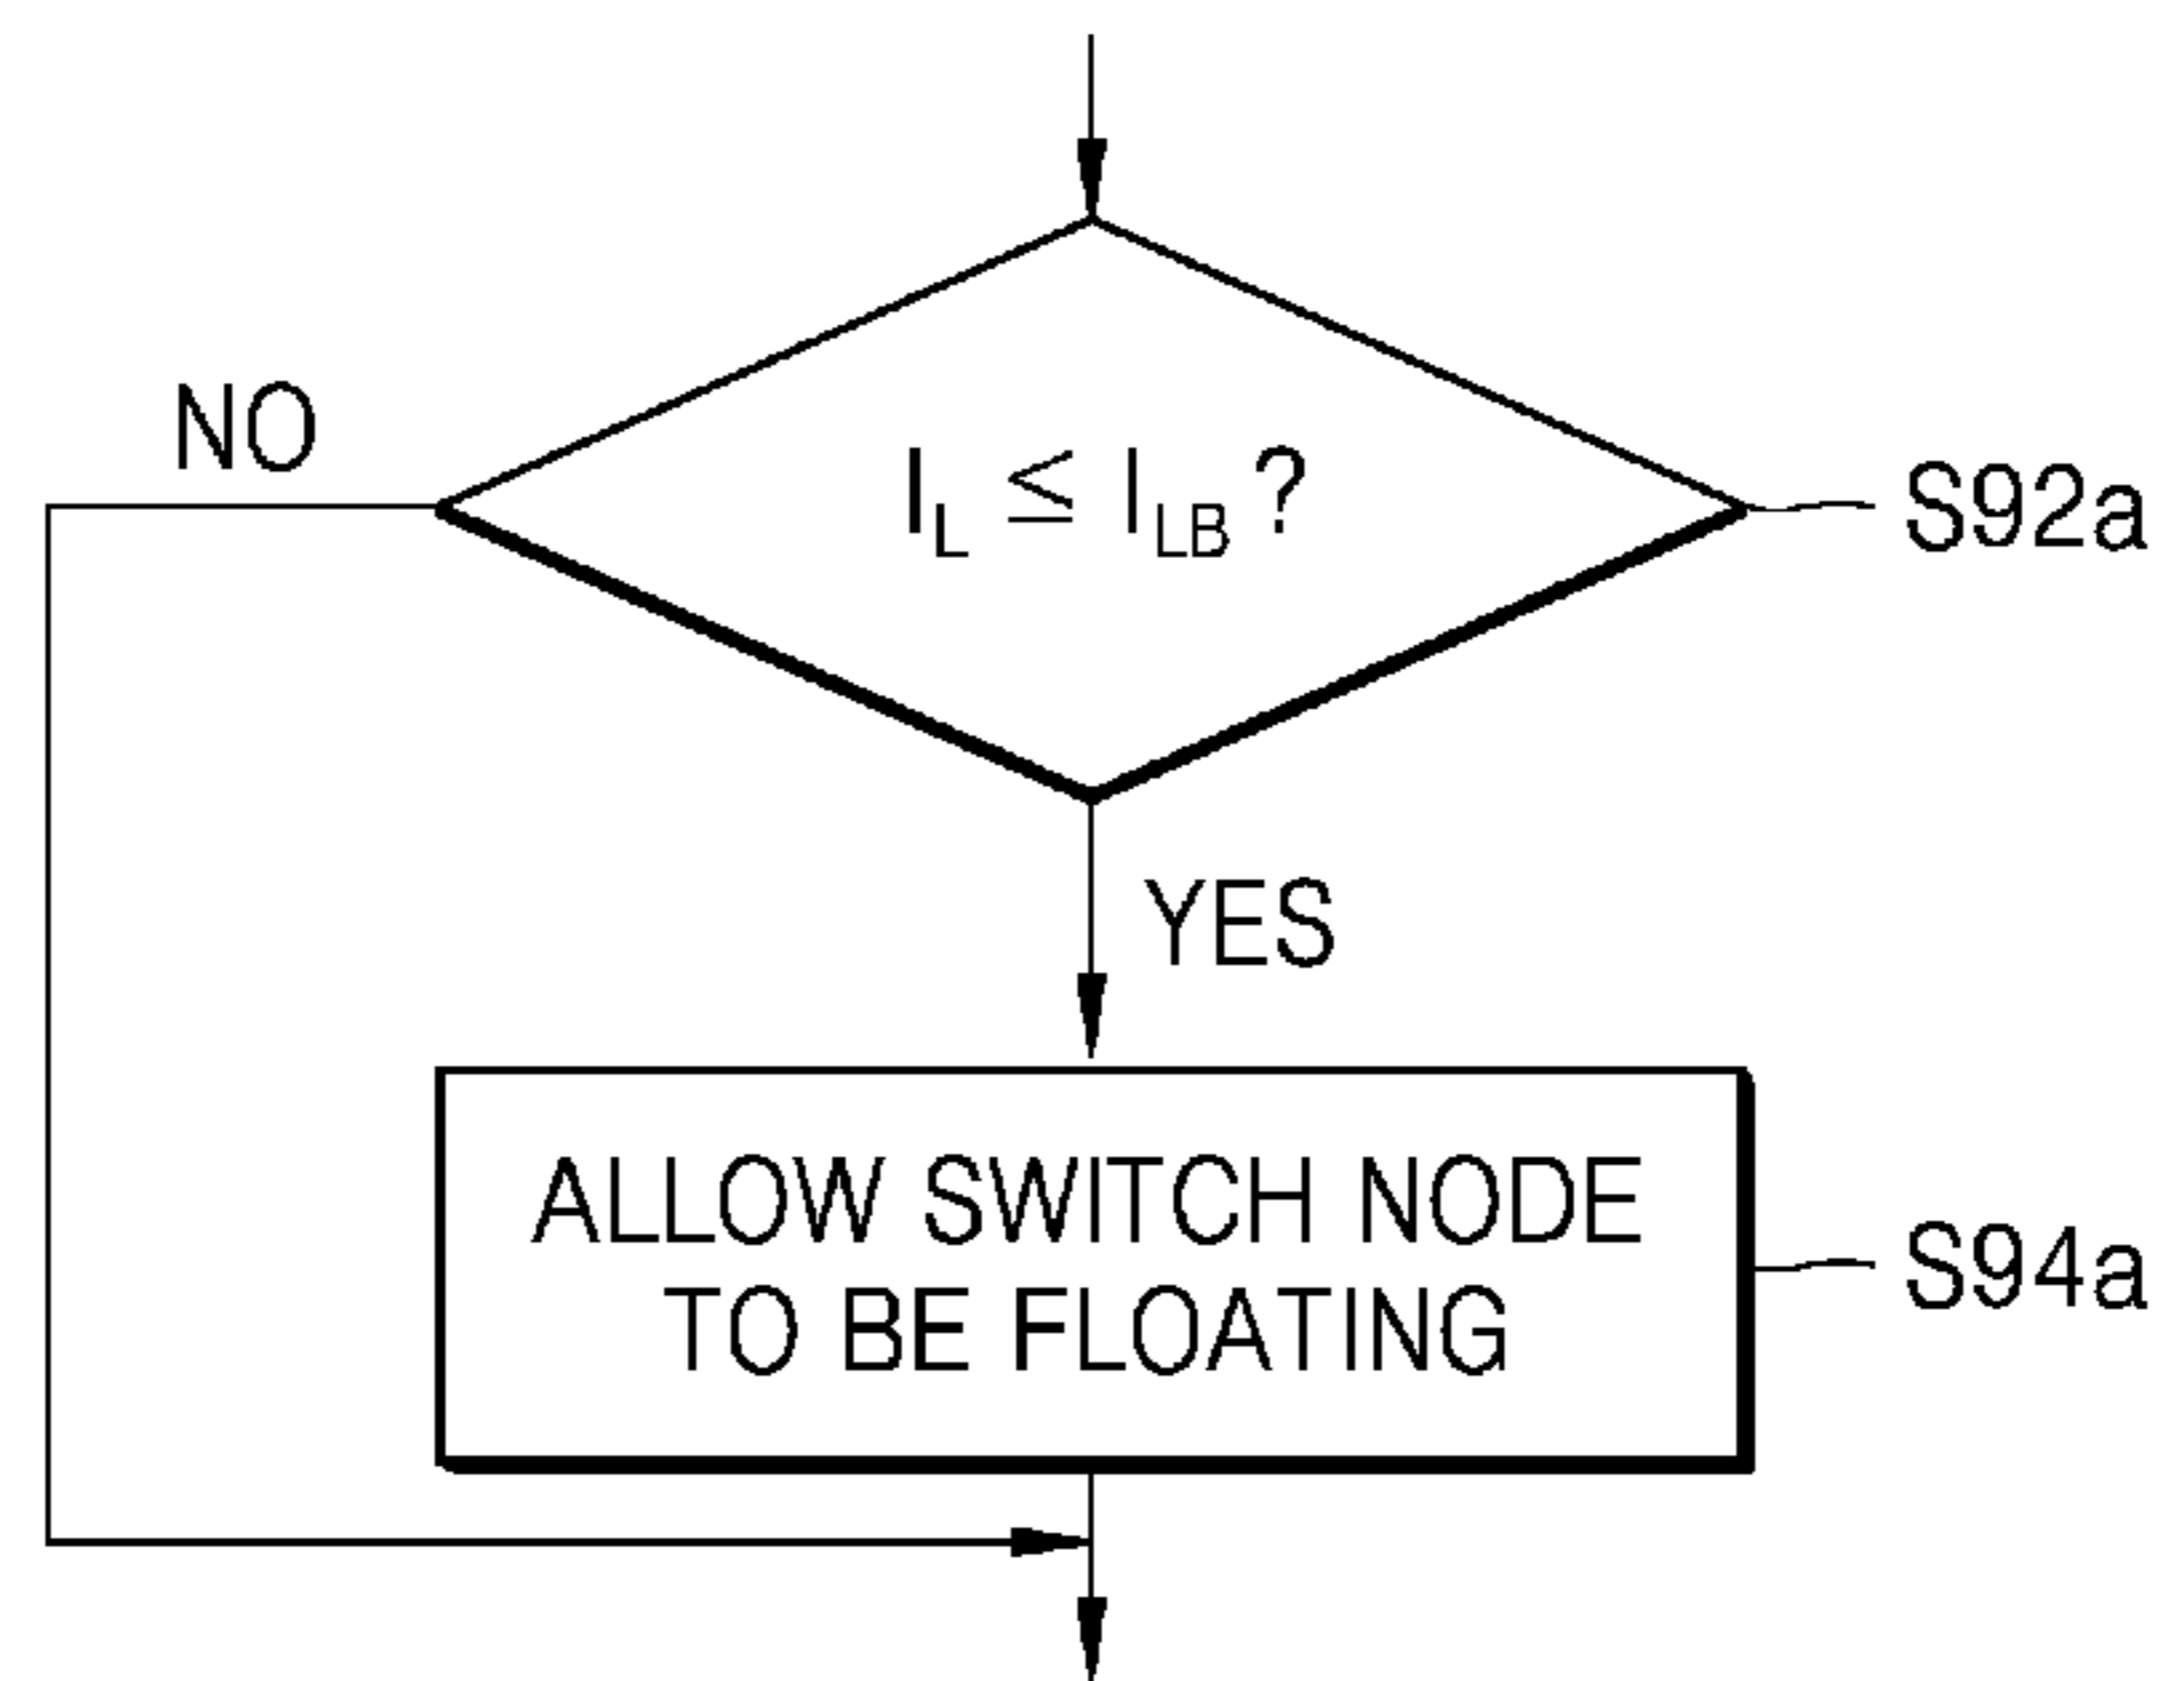 NO
I_L ≤ I_LB ?
S92a
YES
ALLOW SWITCH NODE
TO BE FLOATING
S94a